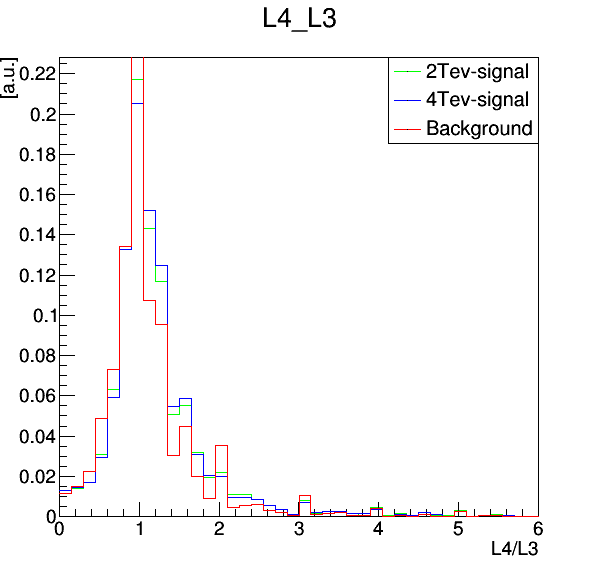 L4_L3
[a.u.]
2Tev-signal
4Tev-signal
Background
0.22
0.2
0.18
0.16
0.14
0.12
0.1
0.08
0.06
0.04
0.02
0
0 1 2 3 4 5 6
L4/L3